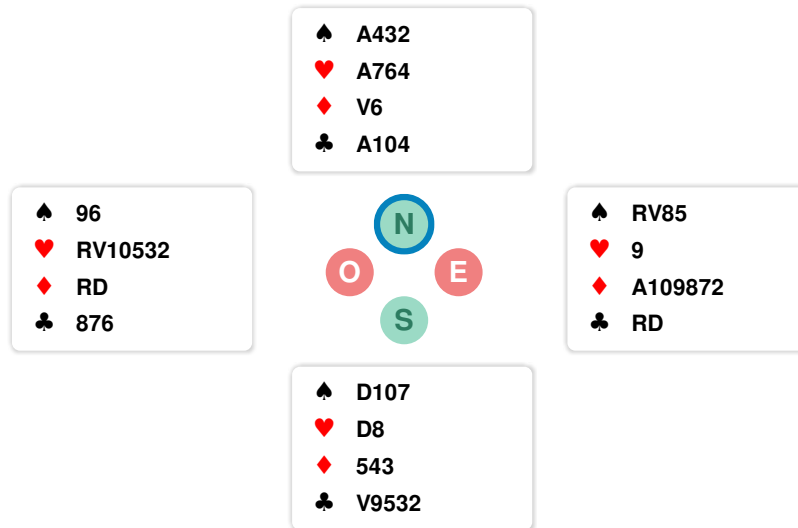 ♠ A432
♥ A764
♦ V6
♣ A104
♠ 96
♥ RV10532
♦ RD
♣ 876
N
O E
S
♠ RV85
♥ 9
♦ A109872
♣ RD
♠ D107
♥ D8
♦ 543
♣ V9532